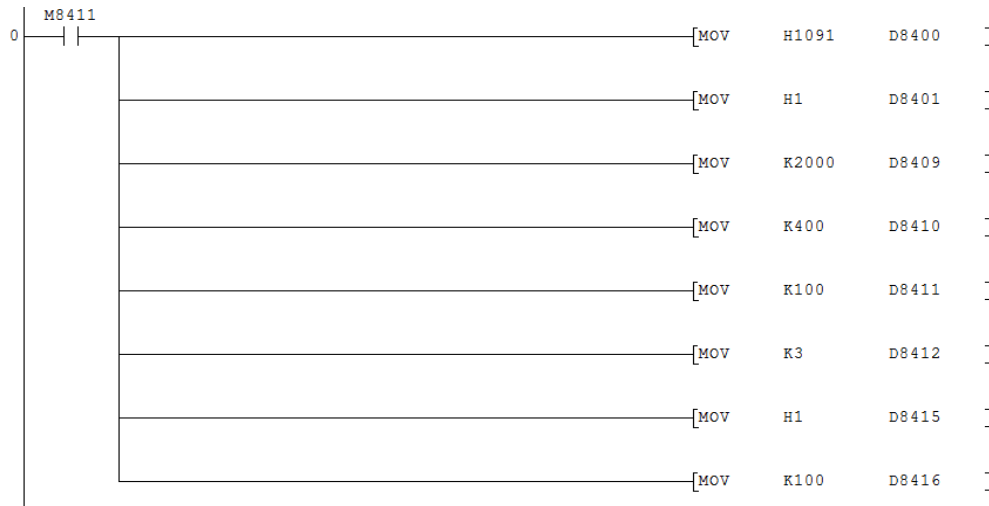 M8411
0 [MOV H1091 D8400 ]
[MOV H1 D8401 ]
[MOV K2000 D8409 ]
[MOV K400 D8410 ]
[MOV K100 D8411 ]
[MOV K3 D8412 ]
[MOV H1 D8415 ]
[MOV K100 D8416 ]